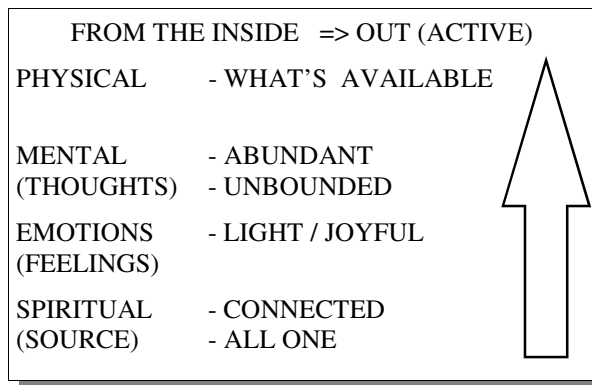 FROM THE INSIDE => OUT (ACTIVE)
PHYSICAL - WHAT'S AVAILABLE
MENTAL - ABUNDANT
(THOUGHTS) - UNBOUNDED
EMOTIONS - LIGHT / JOYFUL
(FEELINGS)
SPIRITUAL - CONNECTED
(SOURCE) - ALL ONE